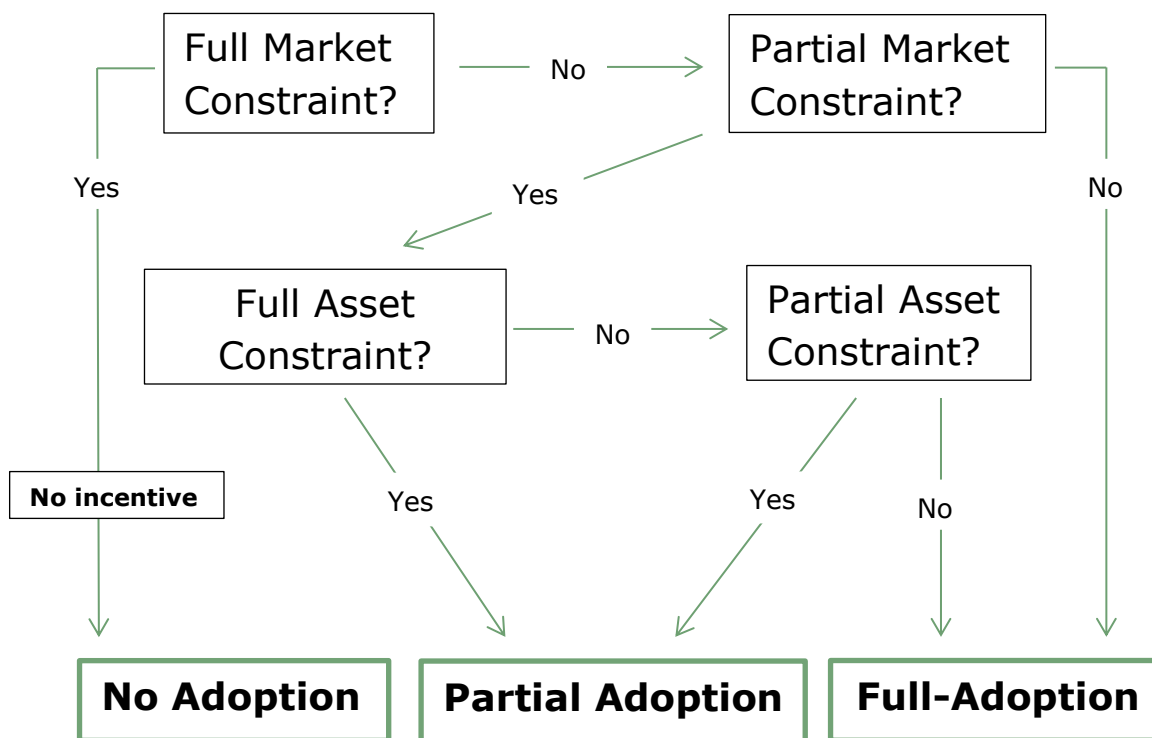 Full Market
Constraint?
No
Partial Market
Constraint?
Yes
Yes
No
Full Asset
Constraint?
No
Partial Asset
Constraint?
No incentive
Yes
Yes
No
No Adoption
Partial Adoption
Full-Adoption